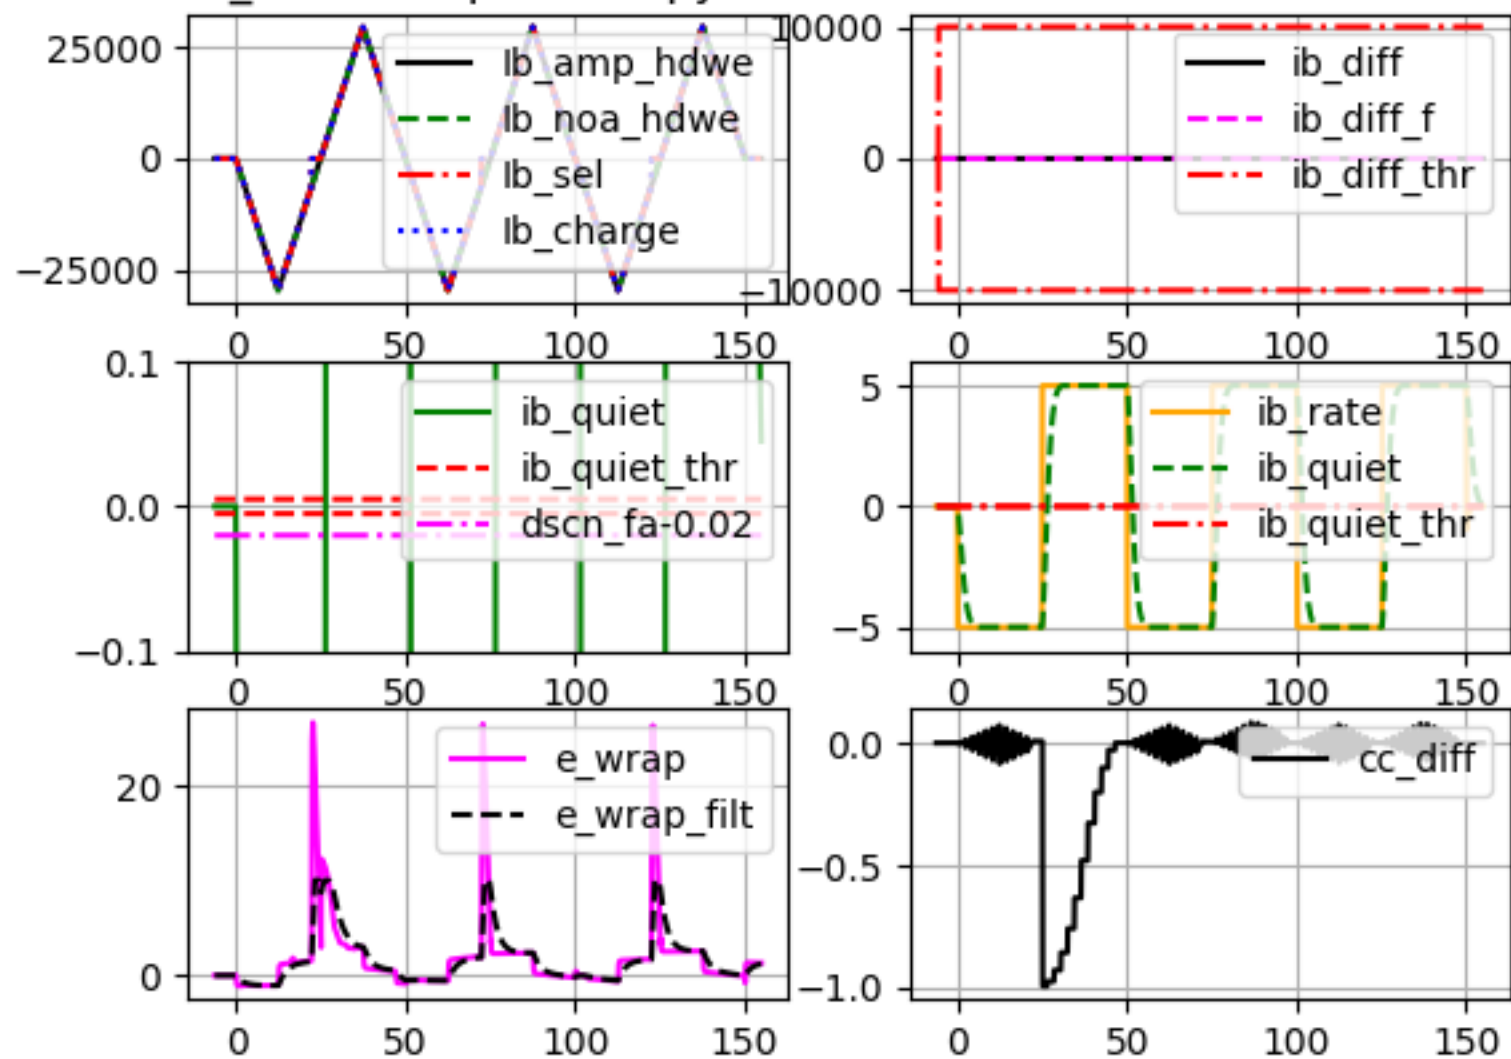 25000
0
−25000
Ib_amp_hdwe
Ib_noa_hdwe
Ib_sel
Ib_charge
0 50 100 150
10000
0
−10000
ib_diff
ib_diff_f
ib_diff_thr
0 50 100 150
0.1
0.0
−0.1
ib_quiet
ib_quiet_thr
dscn_fa-0.02
0 50 100 150
5
0
−5
ib_rate
ib_quiet
ib_quiet_thr
0 50 100 150
20
0
e_wrap
e_wrap_filt
0 50 100 150
0.0
−0.5
−1.0
cc_diff
0 50 100 150